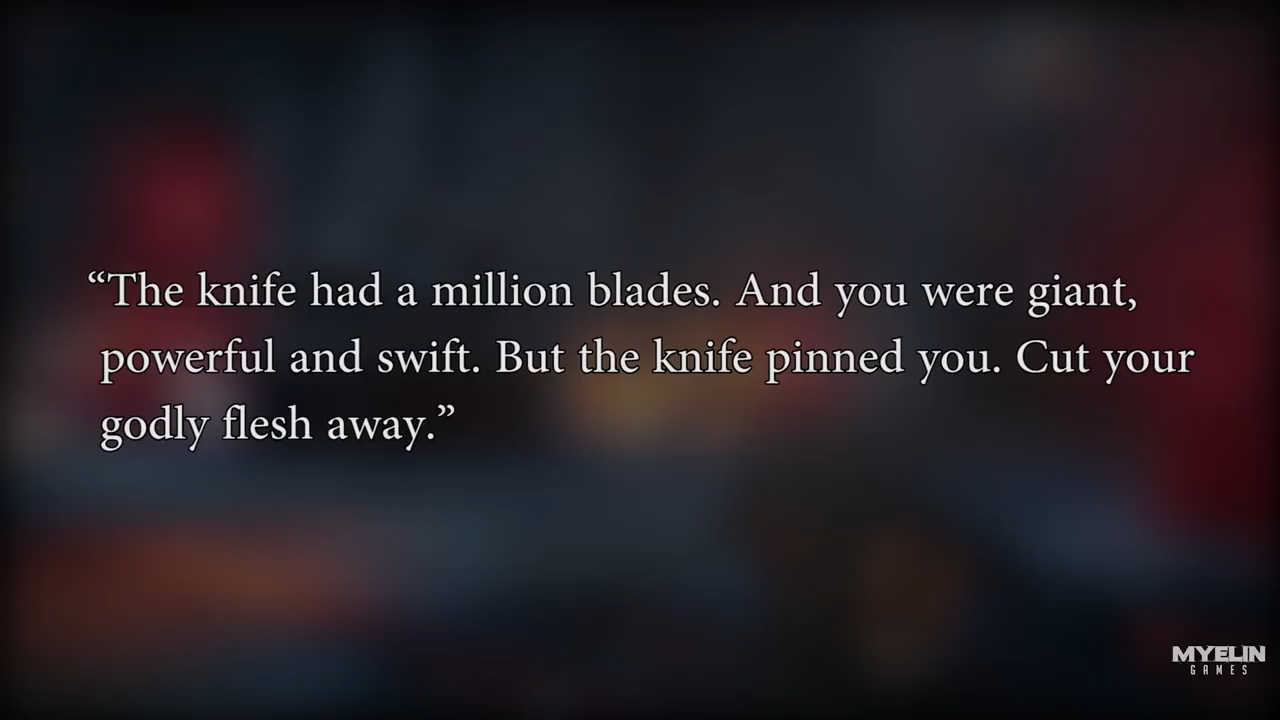 “The knife had a million blades. And you were giant,
powerful and swift. But the knife pinned you. Cut your
godly flesh away.”
MYELIN
GAMES